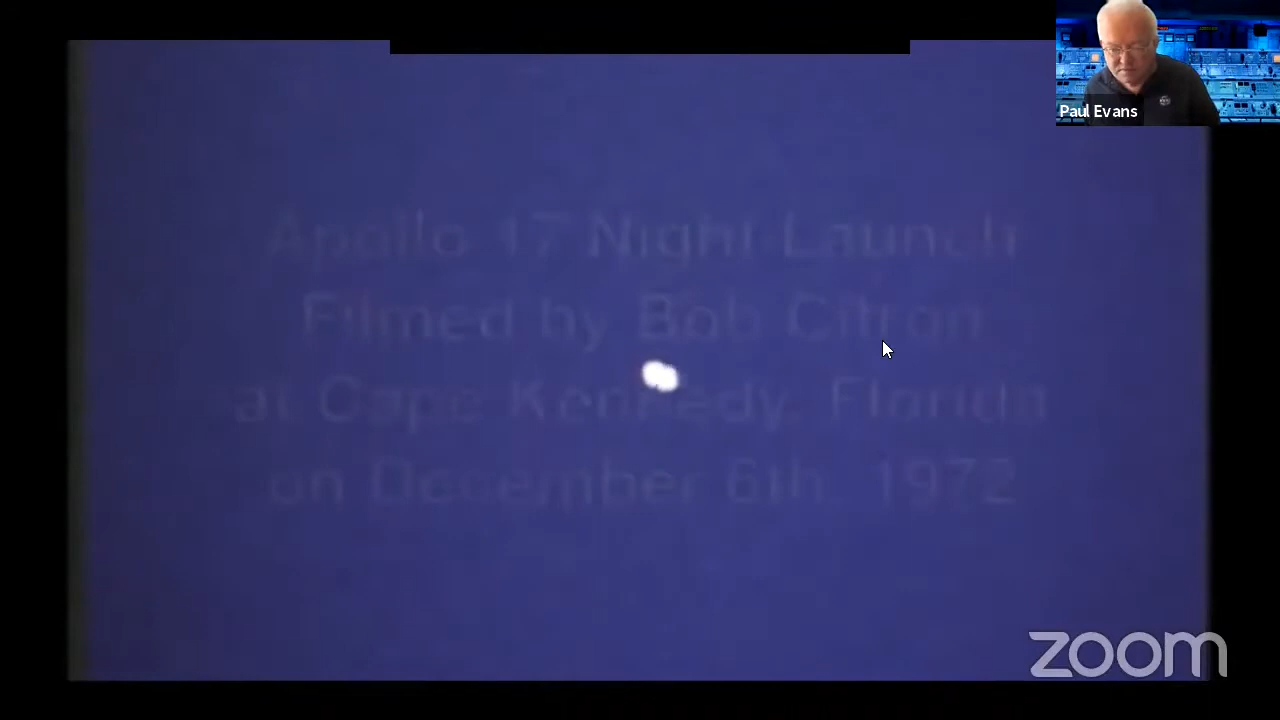 Paul Evans
Apollo 17 Night Launch
Filmed by Bob Citron
at Cape Kennedy, Florida
on December 6th, 1972
zoom